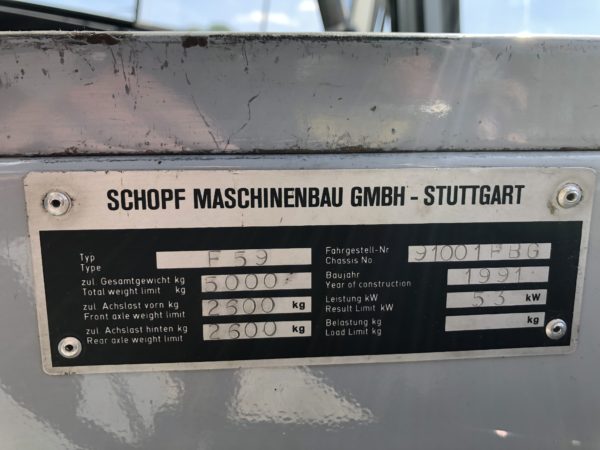 SCHOPF MASCHINENBAU GMBH - STUTTGART
Typ
Type
F 59
zul. Gesamtgewicht kg
Total weight limit kg
5000
zul. Achslast vorn kg
Front axle weight limit
2600 kg
zul. Achslast hinten kg
Rear axle weight limit
2600 kg
Fahrgestell-Nr
Chassis No.
91001FBG
Baujahr
Year of construction
1991
Leistung kW
Result Limit kW
53 kW
Belastung kg
Load Limit kg
kg